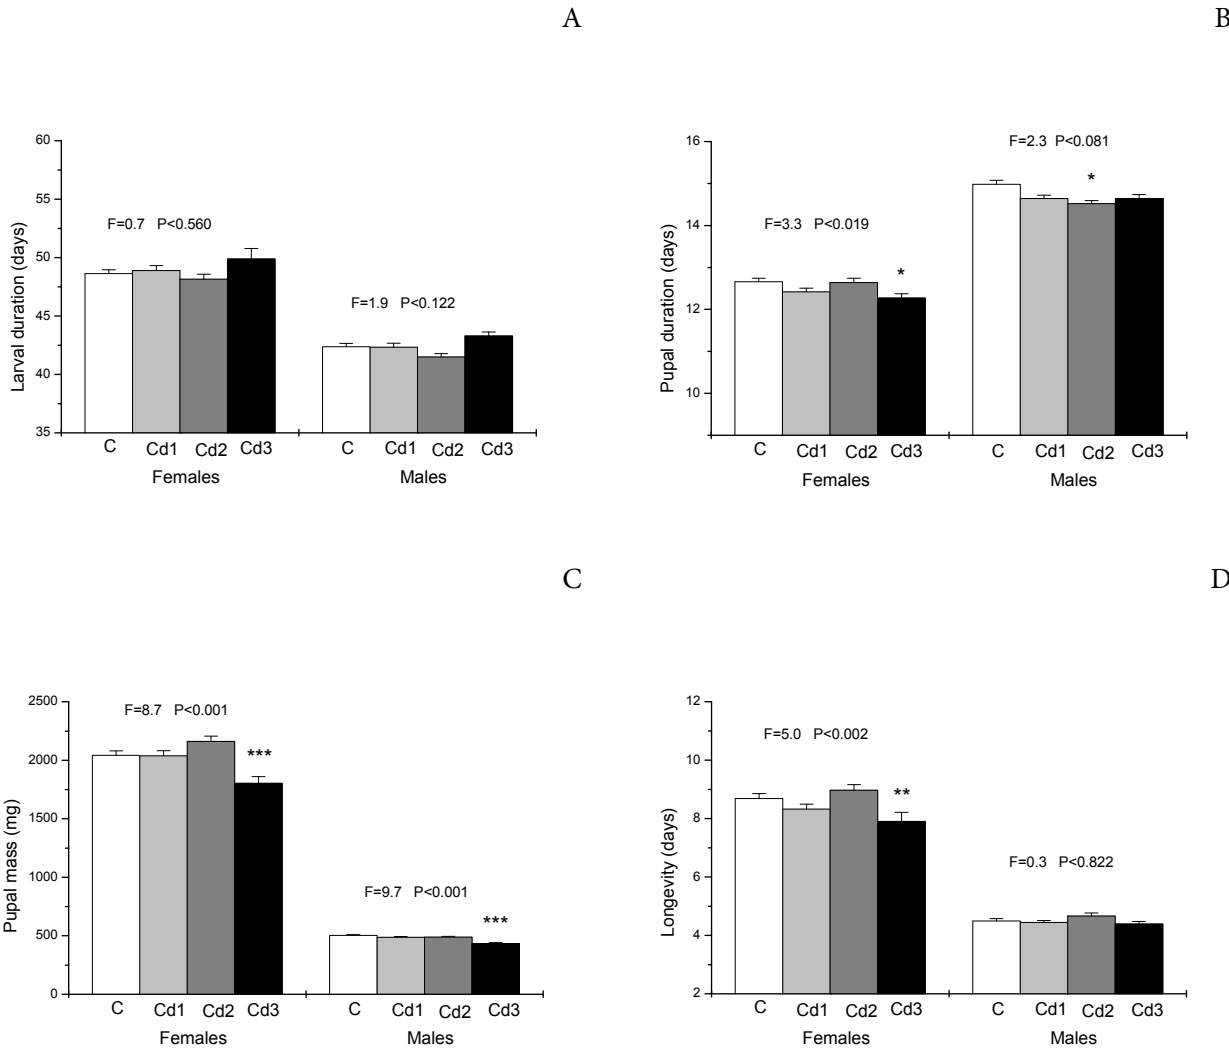 A
60
55
50
45
40
35
Larval duration (days)
F=0.7 P<0.560
F=1.9 P<0.122
C Cd1 Cd2 Cd3 C Cd1 Cd2 Cd3
Females Males
B
16
14
12
10
Pupal duration (days)
F=3.3 P<0.019
*
F=2.3 P<0.081
*
C Cd1 Cd2 Cd3 C Cd1 Cd2 Cd3
Females Males
C
2500
2000
1500
1000
500
0
Pupal mass (mg)
F=8.7 P<0.001
***
F=9.7 P<0.001
***
C Cd1 Cd2 Cd3 C Cd1 Cd2 Cd3
Females Males
D
12
10
8
6
4
2
Longevity (days)
F=5.0 P<0.002
**
F=0.3 P<0.822
C Cd1 Cd2 Cd3 C Cd1 Cd2 Cd3
Females Males